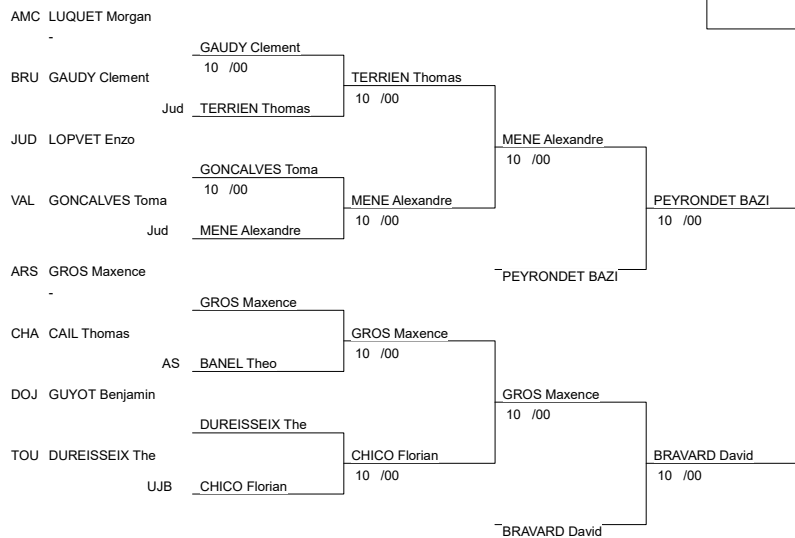 AMC LUQUET Morgan
-
GAUDY Clement
10 /00
BRU GAUDY Clement
TERRIEN Thomas
10 /00
Jud TERRIEN Thomas
JUD LOPVET Enzo
MENE Alexandre
10 /00
GONCALVES Toma
10 /00
VAL GONCALVES Toma
MENE Alexandre
10 /00
PEYRONDET BAZI
10 /00
Jud MENE Alexandre
ARS GROS Maxence
-
PEYRONDET BAZI
GROS Maxence
CHA CAIL Thomas
GROS Maxence
10 /00
AS BANEL Theo
DOJ GUYOT Benjamin
GROS Maxence
10 /00
DUREISSEIX The
TOU DUREISSEIX The
CHICO Florian
10 /00
BRAVARD David
10 /00
UJB CHICO Florian
BRAVARD David